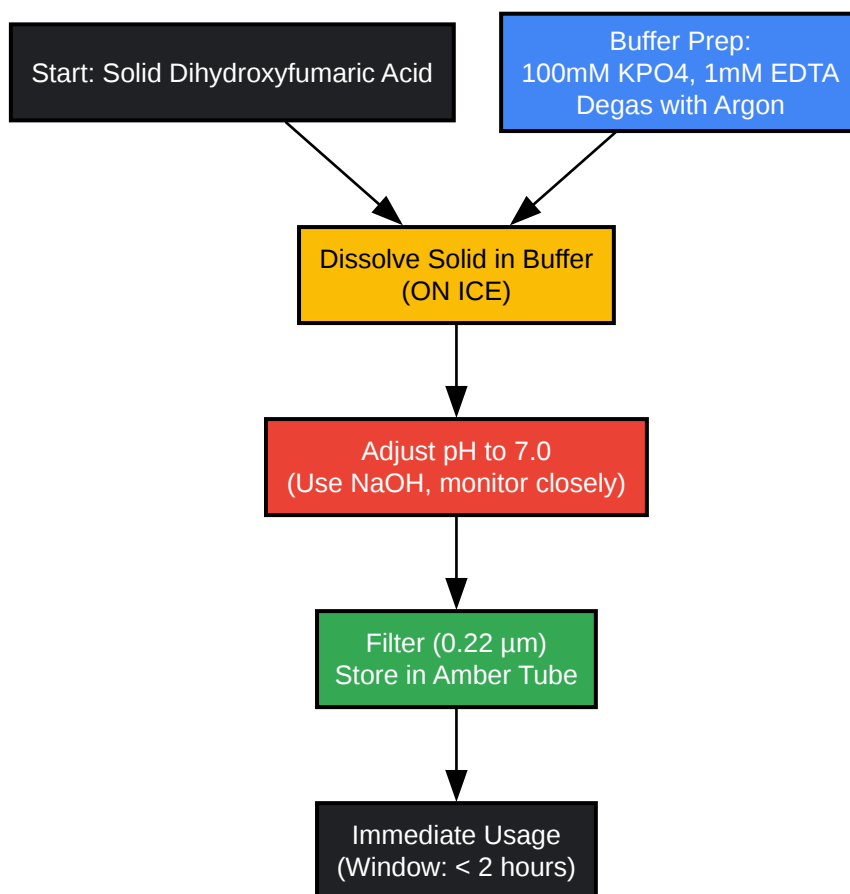 Start: Solid Dihydroxyfumaric Acid
Buffer Prep:
100mM KPO4, 1mM EDTA
Degas with Argon
Dissolve Solid in Buffer
(ON ICE)
Adjust pH to 7.0
(Use NaOH, monitor closely)
Filter (0.22 µm)
Store in Amber Tube
Immediate Usage
(Window: < 2 hours)